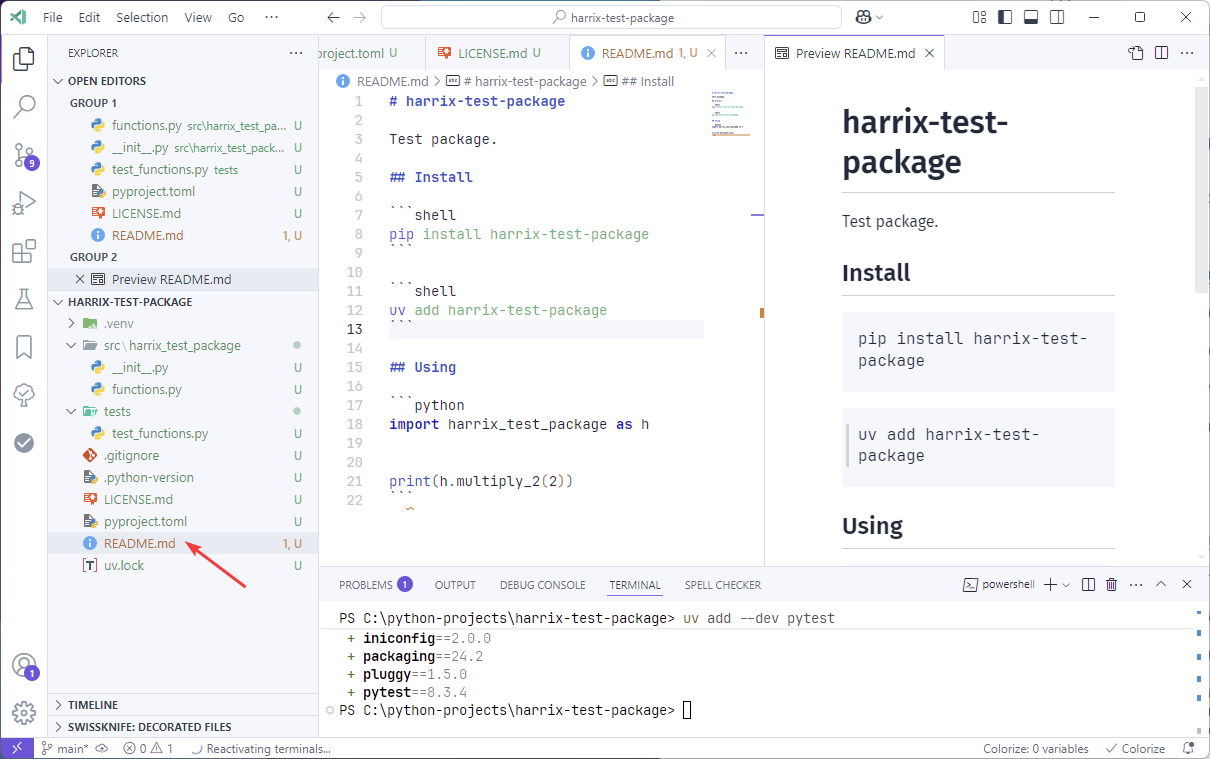 File Edit Selection View Go ··· harrix-test-package
EXPLORER ···
OPEN EDITORS
GROUP 1
functions.py src\harrix_test_pa... U
__init__.py src\harrix_test_pack... U
test_functions.py tests U
pyproject.toml U
LICENSE.md U
README.md 1, U
GROUP 2
Preview README.md
HARRIX-TEST-PACKAGE
.venv
src\harrix_test_package
__init__.py U
functions.py U
tests
test_functions.py U
.gitignore U
.python-version U
LICENSE.md U
pyproject.toml U
README.md 1, U
uv.lock U
TIMELINE
SWISSKNIFE: DECORATED FILES
9
1
project.toml U LICENSE.md U README.md 1, U ···
README.md > # harrix-test-package > ## Install
1 # harrix-test-package
2
3 Test package.
4
5 ## Install
6
7 ```shell
8 pip install harrix-test-package
9 ```
10
11 ```shell
12 uv add harrix-test-package
13 ```
14
15 ## Using
16
17 ```python
18 import harrix_test_package as h
19
20
21 print(h.multiply_2(2))
22 ```
Preview README.md ···
harrix-test-
package
Test package.
Install
pip install harrix-test-
package
uv add harrix-test-
package
Using
PROBLEMS 1 OUTPUT DEBUG CONSOLE TERMINAL SPELL CHECKER powershell ···
PS C:\python-projects\harrix-test-package> uv add --dev pytest
+ iniconfig==2.0.0
+ packaging==24.2
+ pluggy==1.5.0
+ pytest==8.3.4
PS C:\python-projects\harrix-test-package>
main* 0 1 Reactivating terminals... Colorize: 0 variables Colorize